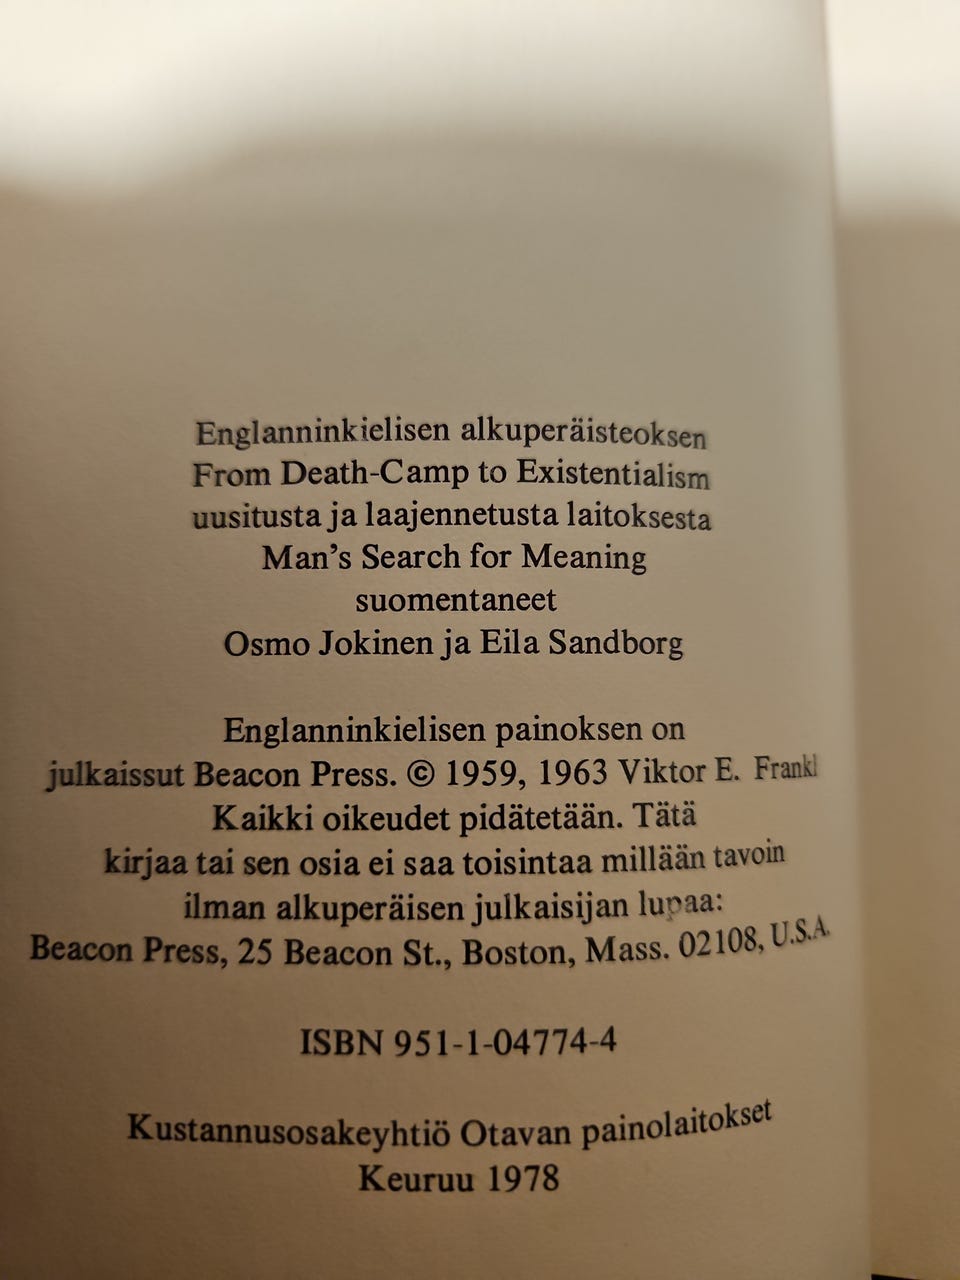 Englanninkielisen alkuperäisteoksen
From Death-Camp to Existentialism
uusitusta ja laajennetusta laitoksesta
Man's Search for Meaning
suomentaneet
Osmo Jokinen ja Eila Sandborg
Englanninkielisen painoksen on
julkaissut Beacon Press. © 1959, 1963 Viktor E. Frankl
Kaikki oikeudet pidätetään. Tätä
kirjaa tai sen osia ei saa toisintaa millään tavoin
ilman alkuperäisen julkaisijan lupaa:
Beacon Press, 25 Beacon St., Boston, Mass. 02108, U.S.A.
ISBN 951-1-04774-4
Kustannusosakeyhtiö Otavan painolaitokset
Keuruu 1978